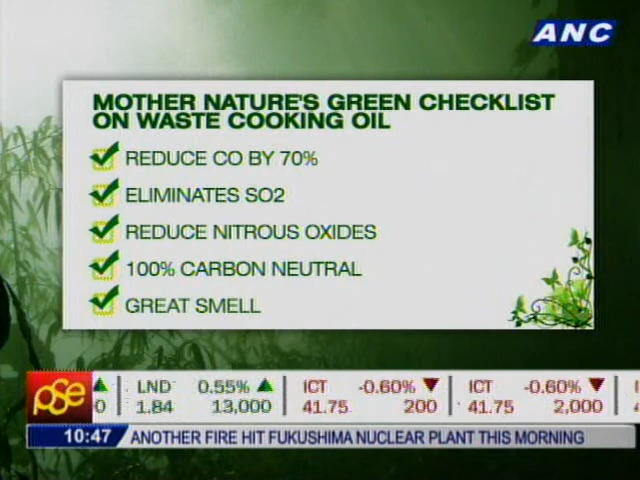 ANC
MOTHER NATURE'S GREEN CHECKLIST
ON WASTE COOKING OIL
REDUCE CO BY 70%
ELIMINATES SO2
REDUCE NITROUS OXIDES
100% CARBON NEUTRAL
GREAT SMELL
pse LND 0.55% ICT -0.60% ICT -0.60%
0 1.84 13,000 41.75 200 41.75 2,000
10:47 ANOTHER FIRE HIT FUKUSHIMA NUCLEAR PLANT THIS MORNING